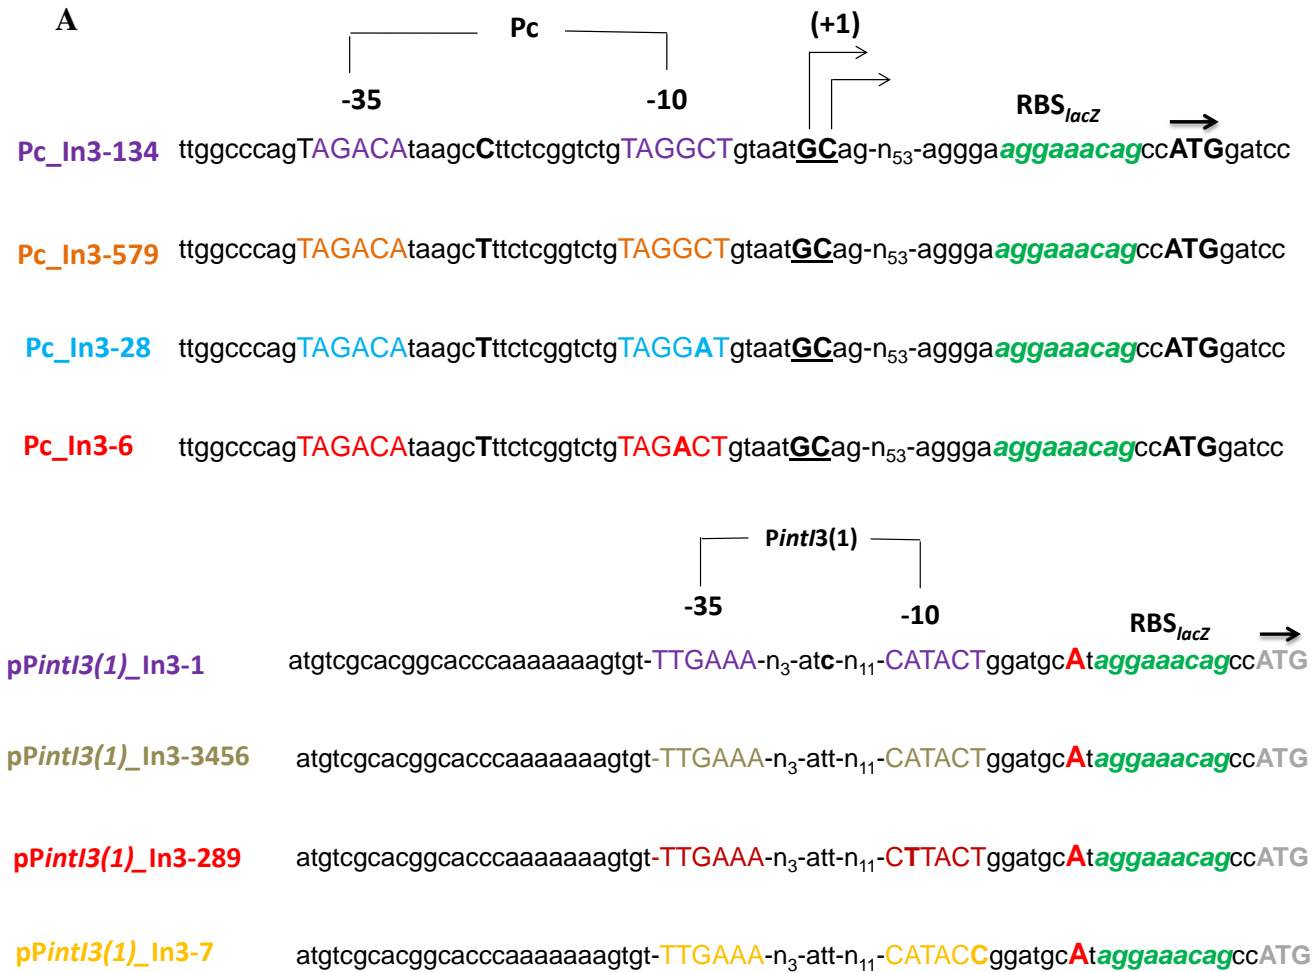 A
Pc
(+1)
-35
-10
RBSlacZ
Pc_In3-134 ttggcccagTAGACAtaagcCttctcggtctgTAGGCTgtaatGCag-n53-agggaaggaaacagccATGgatcc
Pc_In3-579 ttggcccagTAGACAtaagcTttctcggtctgTAGGCTgtaatGCag-n53-agggaaggaaacagccATGgatcc
Pc_In3-28 ttggcccagTAGACAtaagcTttctcggtctgTAGGATgtaatGCag-n53-agggaaggaaacagccATGgatcc
Pc_In3-6 ttggcccagTAGACAtaagcTttctcggtctgTAGACTgtaatGCag-n53-agggaaggaaacagccATGgatcc
PintI3(1)
-35
-10
RBSlacZ
pPintI3(1)_In3-1 atgtcgcacggcacccaaaaaaagtgt-TTGAAA-n3-atc-n11-CATACTggatgcAtaggaaacagccATG
pPintI3(1)_In3-3456 atgtcgcacggcacccaaaaaaagtgt-TTGAAA-n3-att-n11-CATACTggatgcAtaggaaacagccATG
pPintI3(1)_In3-289 atgtcgcacggcacccaaaaaaagtgt-TTGAAA-n3-att-n11-CTTACTggatgcAtaggaaacagccATG
pPintI3(1)_In3-7 atgtcgcacggcacccaaaaaaagtgt-TTGAAA-n3-att-n11-CATACCggatgcAtaggaaacagccATG